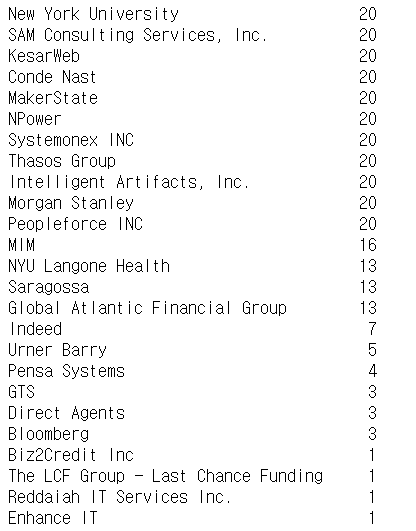 New York University 20
SAM Consulting Services, Inc. 20
KesarWeb 20
Conde Nast 20
MakerState 20
NPower 20
Systemonex INC 20
Thasos Group 20
Intelligent Artifacts, Inc. 20
Morgan Stanley 20
Peopleforce INC 20
MIM 16
NYU Langone Health 13
Saragossa 13
Global Atlantic Financial Group 13
Indeed 7
Urner Barry 5
Pensa Systems 4
GTS 3
Direct Agents 3
Bloomberg 3
Biz2Credit Inc 1
The LCF Group - Last Chance Funding 1
Reddaiah IT Services Inc. 1
Enhance IT 1